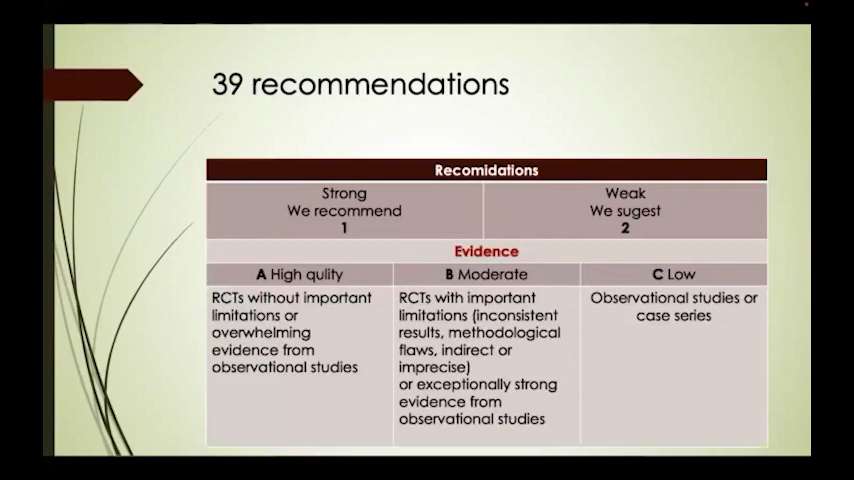 39 recommendations
Recomidations
Strong
We recommend
1
Weak
We sugest
2
Evidence
A High qulity
B Moderate
C Low
RCTs without important
limitations or
overwhelming
evidence from
observational studies
RCTs with important
limitations (inconsistent
results, methodological
flaws, indirect or
imprecise)
or exceptionally strong
evidence from
observational studies
Observational studies or
case series